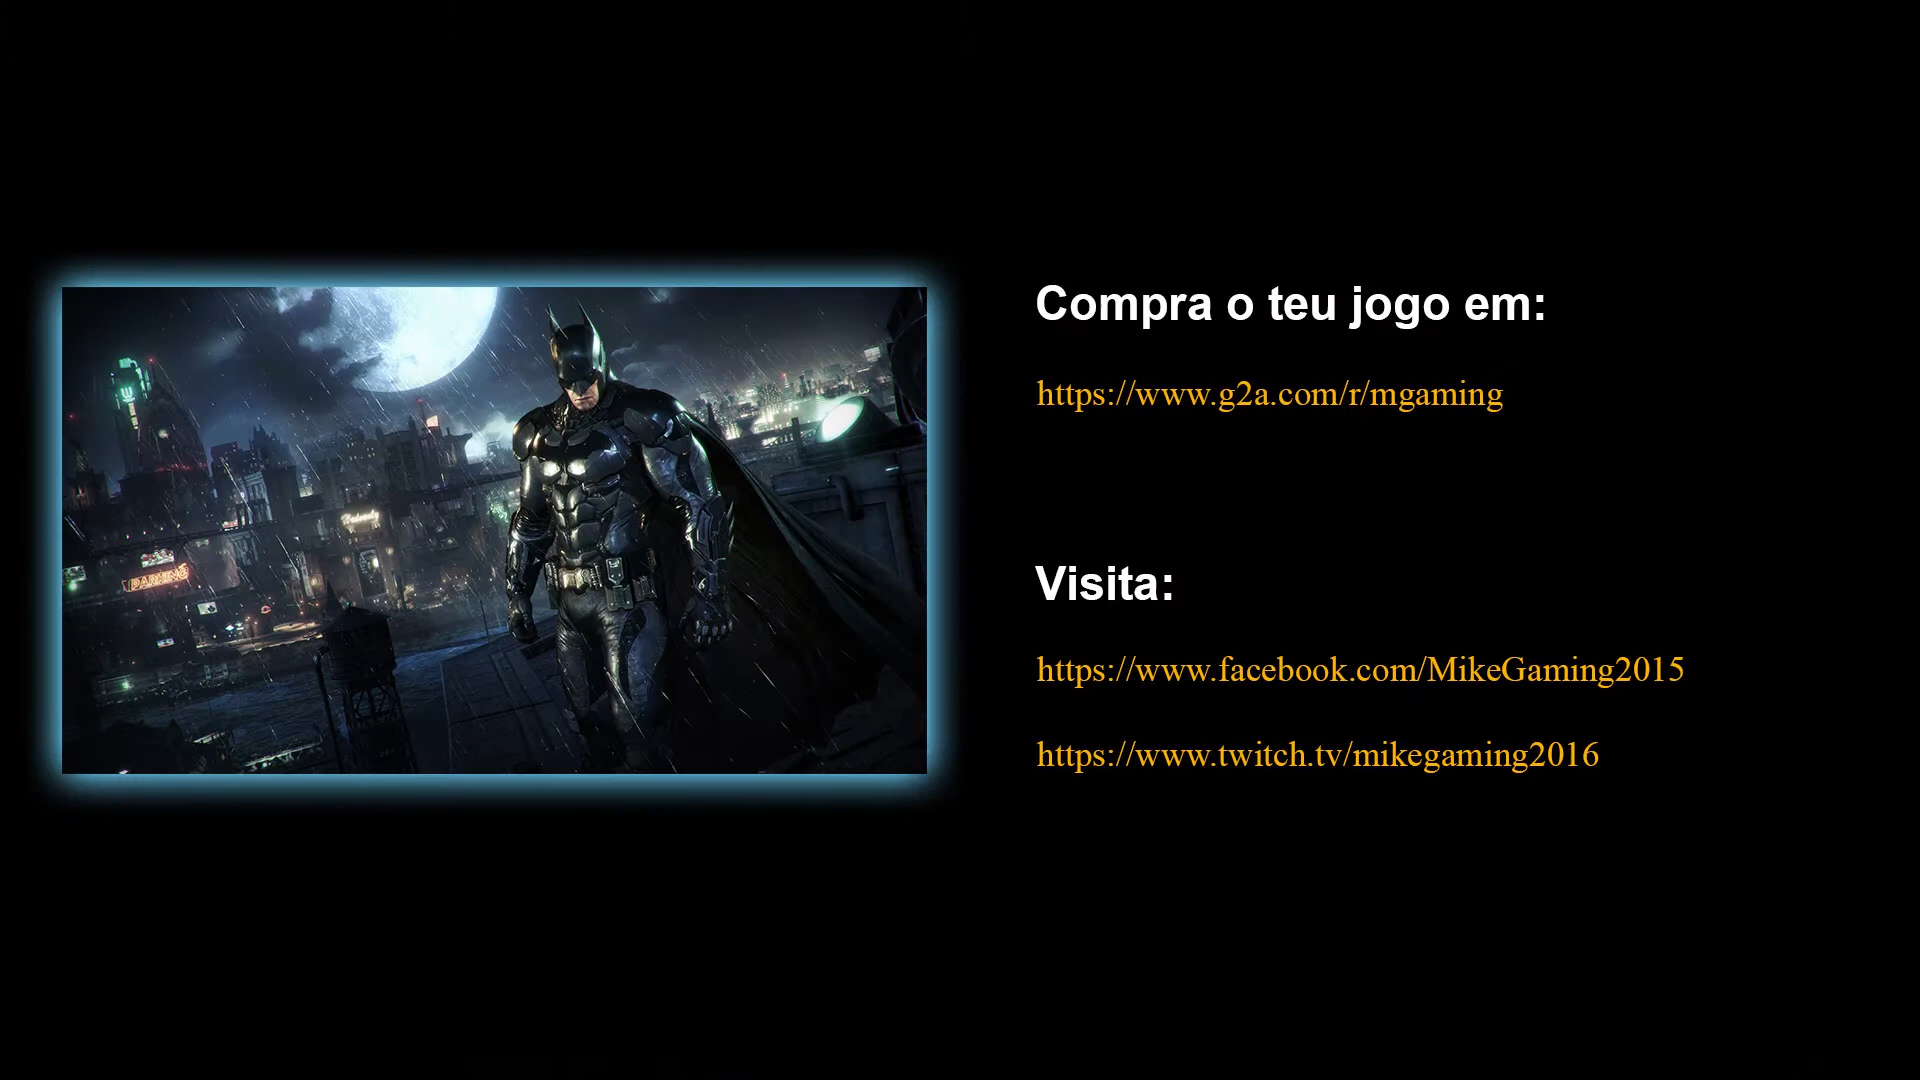 Compra o teu jogo em:
https://www.g2a.com/r/mgaming
PARKING
Visita:
https://www.facebook.com/MikeGaming2015
https://www.twitch.tv/mikegaming2016